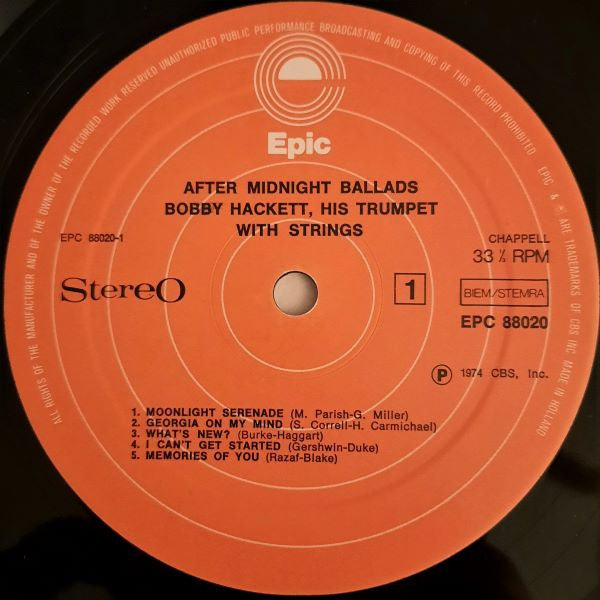 ALL RIGHTS OF THE MANUFACTURER AND OF THE OWNER OF THE RECORDED WORK RESERVED UNAUTHORIZED PUBLIC PERFORMANCE BROADCASTING AND COPYING OF THIS RECORD PROHIBITED EPIC & ® ARE TRADEMARKS OF CBS INC MADE IN HOLLAND
Epic
AFTER MIDNIGHT BALLADS
BOBBY HACKETT, HIS TRUMPET
WITH STRINGS
EPC 88020-1
CHAPPELL
33 ⅓ RPM
Stereo
1
BIEM/STEMRA
EPC 88020
Ⓟ 1974 CBS, Inc.
1. MOONLIGHT SERENADE (M. Parish-G. Miller)
2. GEORGIA ON MY MIND (S. Correll-H. Carmichael)
3. WHAT'S NEW? (Burke-Haggart)
4. I CAN'T GET STARTED (Gershwin-Duke)
5. MEMORIES OF YOU (Razaf-Blake)